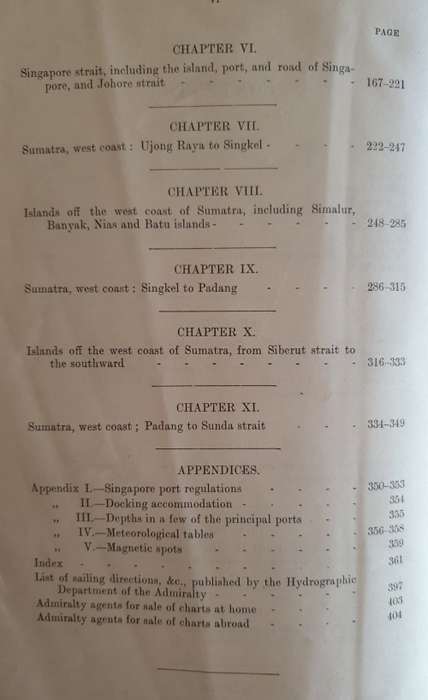 PAGE
CHAPTER VI.
Singapore strait, including the island, port, and road of Singa-
pore, and Johore strait - - - - - - - 167–221
CHAPTER VII.
Sumatra, west coast : Ujong Raya to Singkel - - - - 222–247
CHAPTER VIII.
Islands off the west coast of Sumatra, including Simalur,
Banyak, Nias and Batu islands - - - - - - 248–285
CHAPTER IX.
Sumatra, west coast : Singkel to Padang - - - - 286–315
CHAPTER X.
Islands off the west coast of Sumatra, from Siberut strait to
the southward - - - - - - - - 316–333
CHAPTER XI.
Sumatra, west coast ; Padang to Sunda strait - - - 334–349
APPENDICES.
Appendix I.—Singapore port regulations - - - - 350–353
„ II.—Docking accommodation - - - - - 354
„ III.—Depths in a few of the principal ports - - 355
„ IV.—Meteorological tables - - - - - 356–358
„ V.—Magnetic spots - - - - - - 359
Index - - - - - - - - - - 361
List of sailing directions, &c., published by the Hydrographic
Department of the Admiralty - - - - - - 397
Admiralty agents for sale of charts at home - - - - 403
Admiralty agents for sale of charts abroad - - - - 404